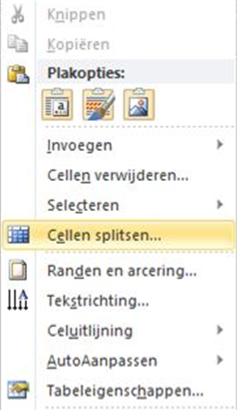 Knippen
Kopiëren
Plakopties:
a
Invoegen
Cellen verwijderen...
Selecteren
Cellen splitsen...
Randen en arcering...
Tekstrichting...
Celuitlijning
AutoAanpassen
Tabeleigenschappen...